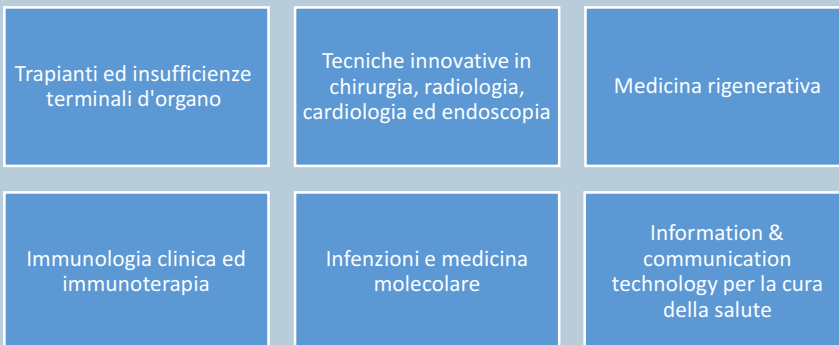 Trapianti ed insufficienze
terminali d'organo
Tecniche innovative in
chirurgia, radiologia,
cardiologia ed endoscopia
Medicina rigenerativa
Immunologia clinica ed
immunoterapia
Infenzioni e medicina
molecolare
Information &
communication
technology per la cura
della salute